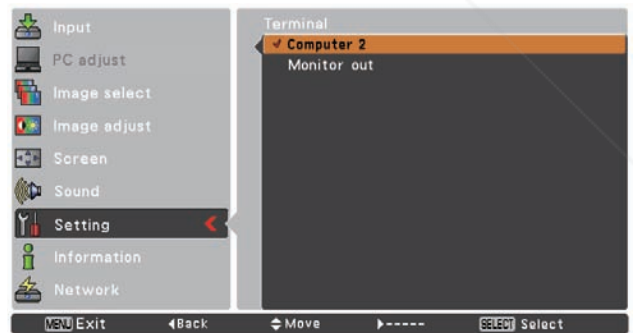 Input
PC adjust
Image select
Image adjust
Screen
Sound
Setting
Information
Network
Terminal
✔ Computer 2
Monitor out
MENU Exit ◀Back ◆Move ▶----- SELECT Select